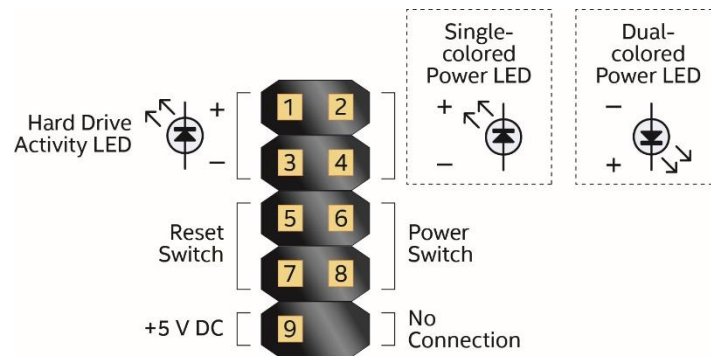 Single-
colored
Power LED
Dual-
colored
Power LED
Hard Drive
Activity LED
+
−
1 2
3 4
+
−
−
+
Reset
Switch
5 6
7 8
Power
Switch
+5 V DC
9
No
Connection